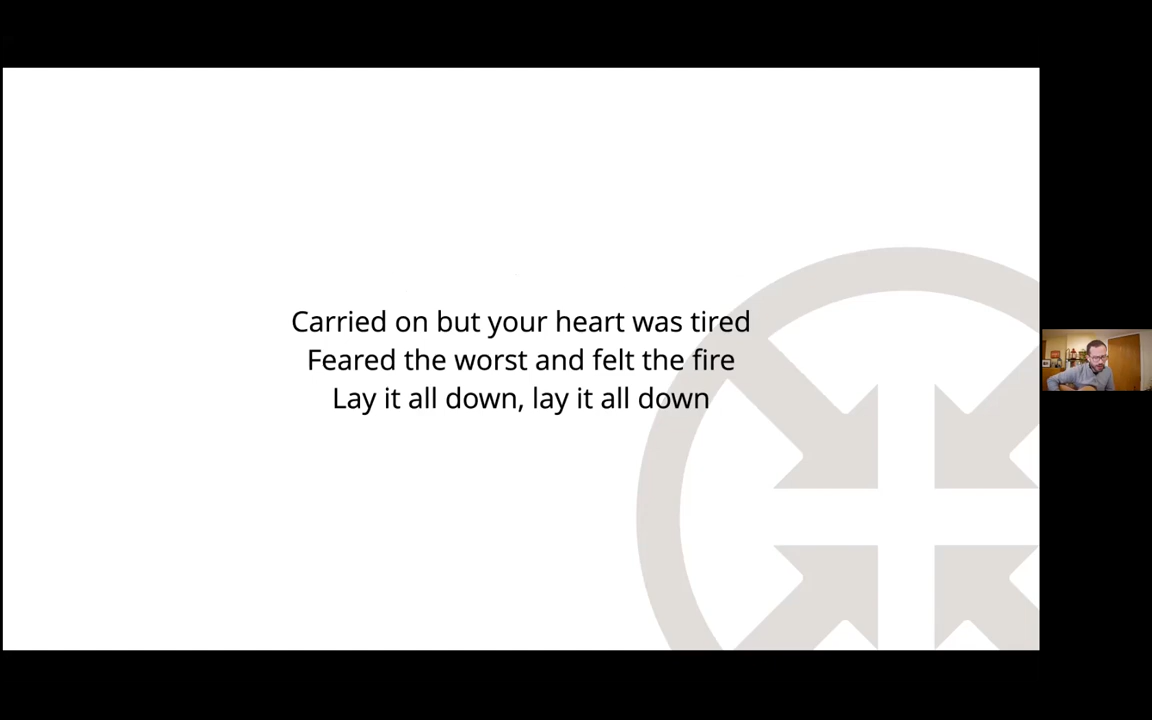 Carried on but your heart was tired
Feared the worst and felt the fire
Lay it all down, lay it all down